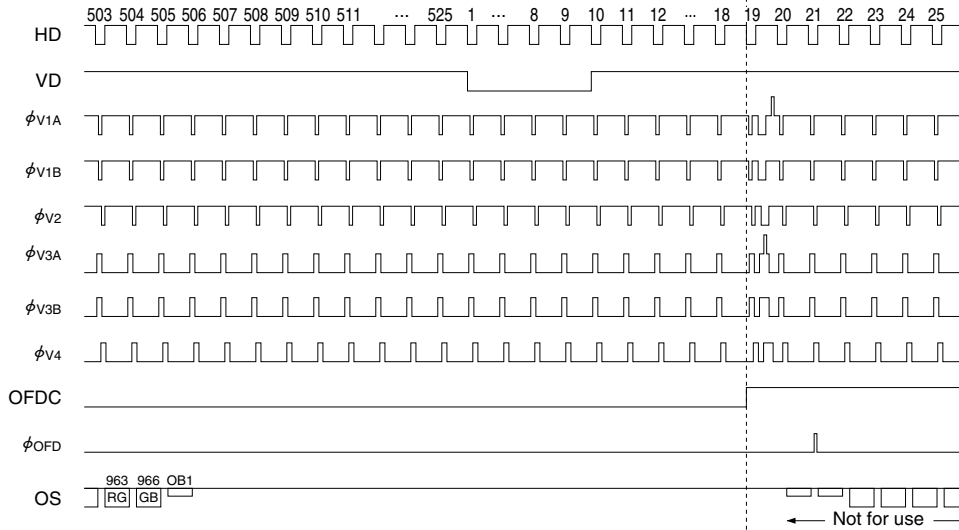 503 504 505 506 507 508 509 510 511 ... 525 1 ... 8 9 10 11 12 ... 18 19 20 21 22 23 24 25
HD
VD
ϕV1A
ϕV1B
ϕV2
ϕV3A
ϕV3B
ϕV4
OFDC
ϕOFD
963 966 OB1
OS RG GB
Not for use